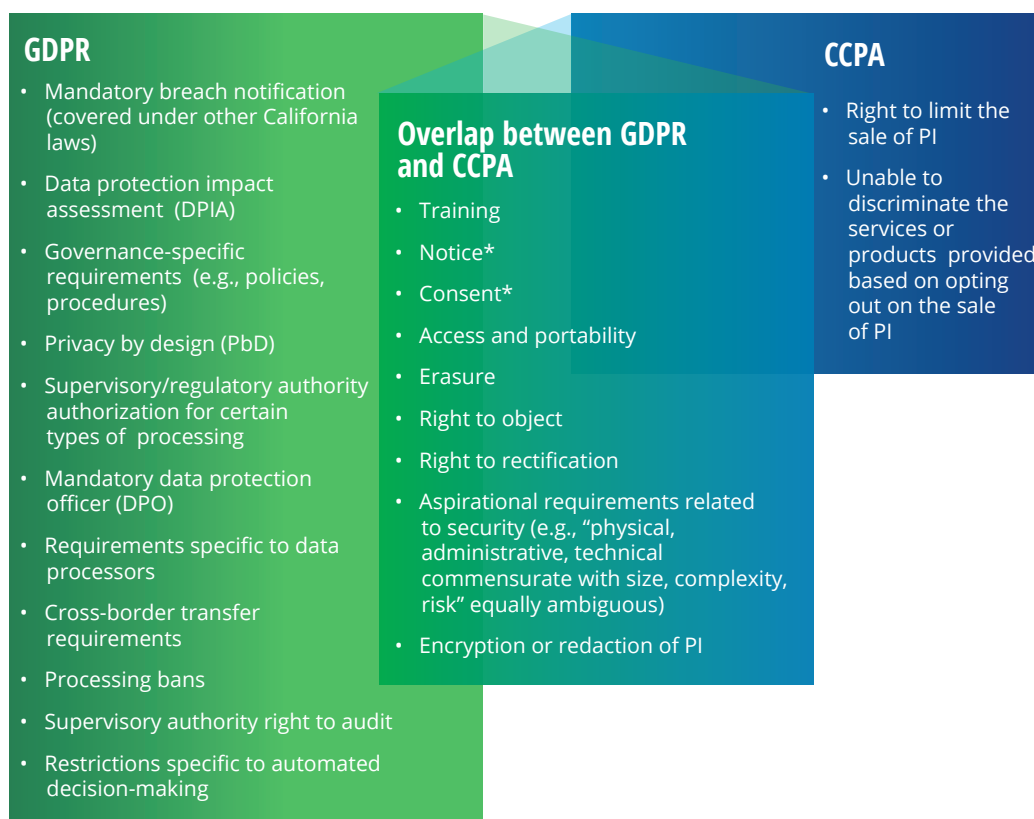 GDPR
• Mandatory breach notification
(covered under other California
laws)
• Data protection impact
assessment (DPIA)
• Governance-specific
requirements (e.g., policies,
procedures)
• Privacy by design (PbD)
• Supervisory/regulatory authority
authorization for certain
types of processing
• Mandatory data protection
officer (DPO)
• Requirements specific to data
processors
• Cross-border transfer
requirements
• Processing bans
• Supervisory authority right to audit
• Restrictions specific to automated
decision-making
Overlap between GDPR
and CCPA
• Training
• Notice*
• Consent*
• Access and portability
• Erasure
• Right to object
• Right to rectification
• Aspirational requirements related
to security (e.g., “physical,
administrative, technical
commensurate with size, complexity,
risk” equally ambiguous)
• Encryption or redaction of PI
CCPA
• Right to limit the
sale of PI
• Unable to
discriminate the
services or
products provided
based on opting
out on the sale
of PI